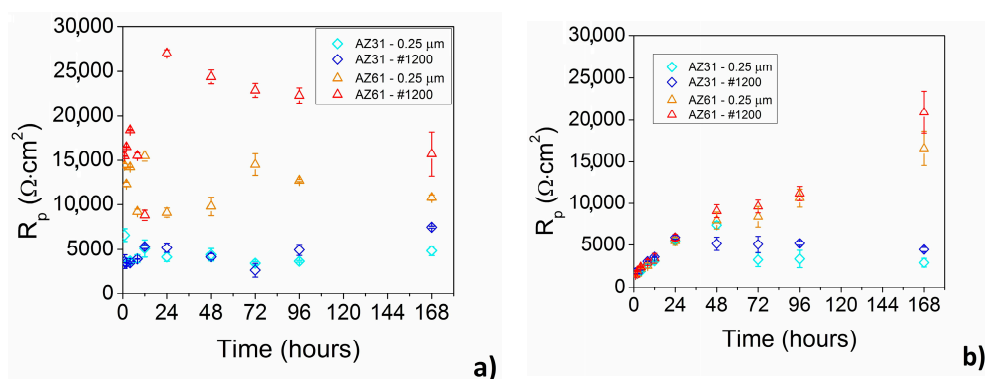 30,000
25,000
20,000
15,000
10,000
5000
0
R_p (Ω·cm²)
AZ31 - 0.25 μm
AZ31 - #1200
AZ61 - 0.25 μm
AZ61 - #1200
0 24 48 72 96 120 144 168
Time (hours)
a)
30,000
25,000
20,000
15,000
10,000
5000
0
R_p (Ω·cm²)
AZ31 - 0.25 μm
AZ31 - #1200
AZ61 - 0.25 μm
AZ61 - #1200
0 24 48 72 96 120 144 168
Time (hours)
b)